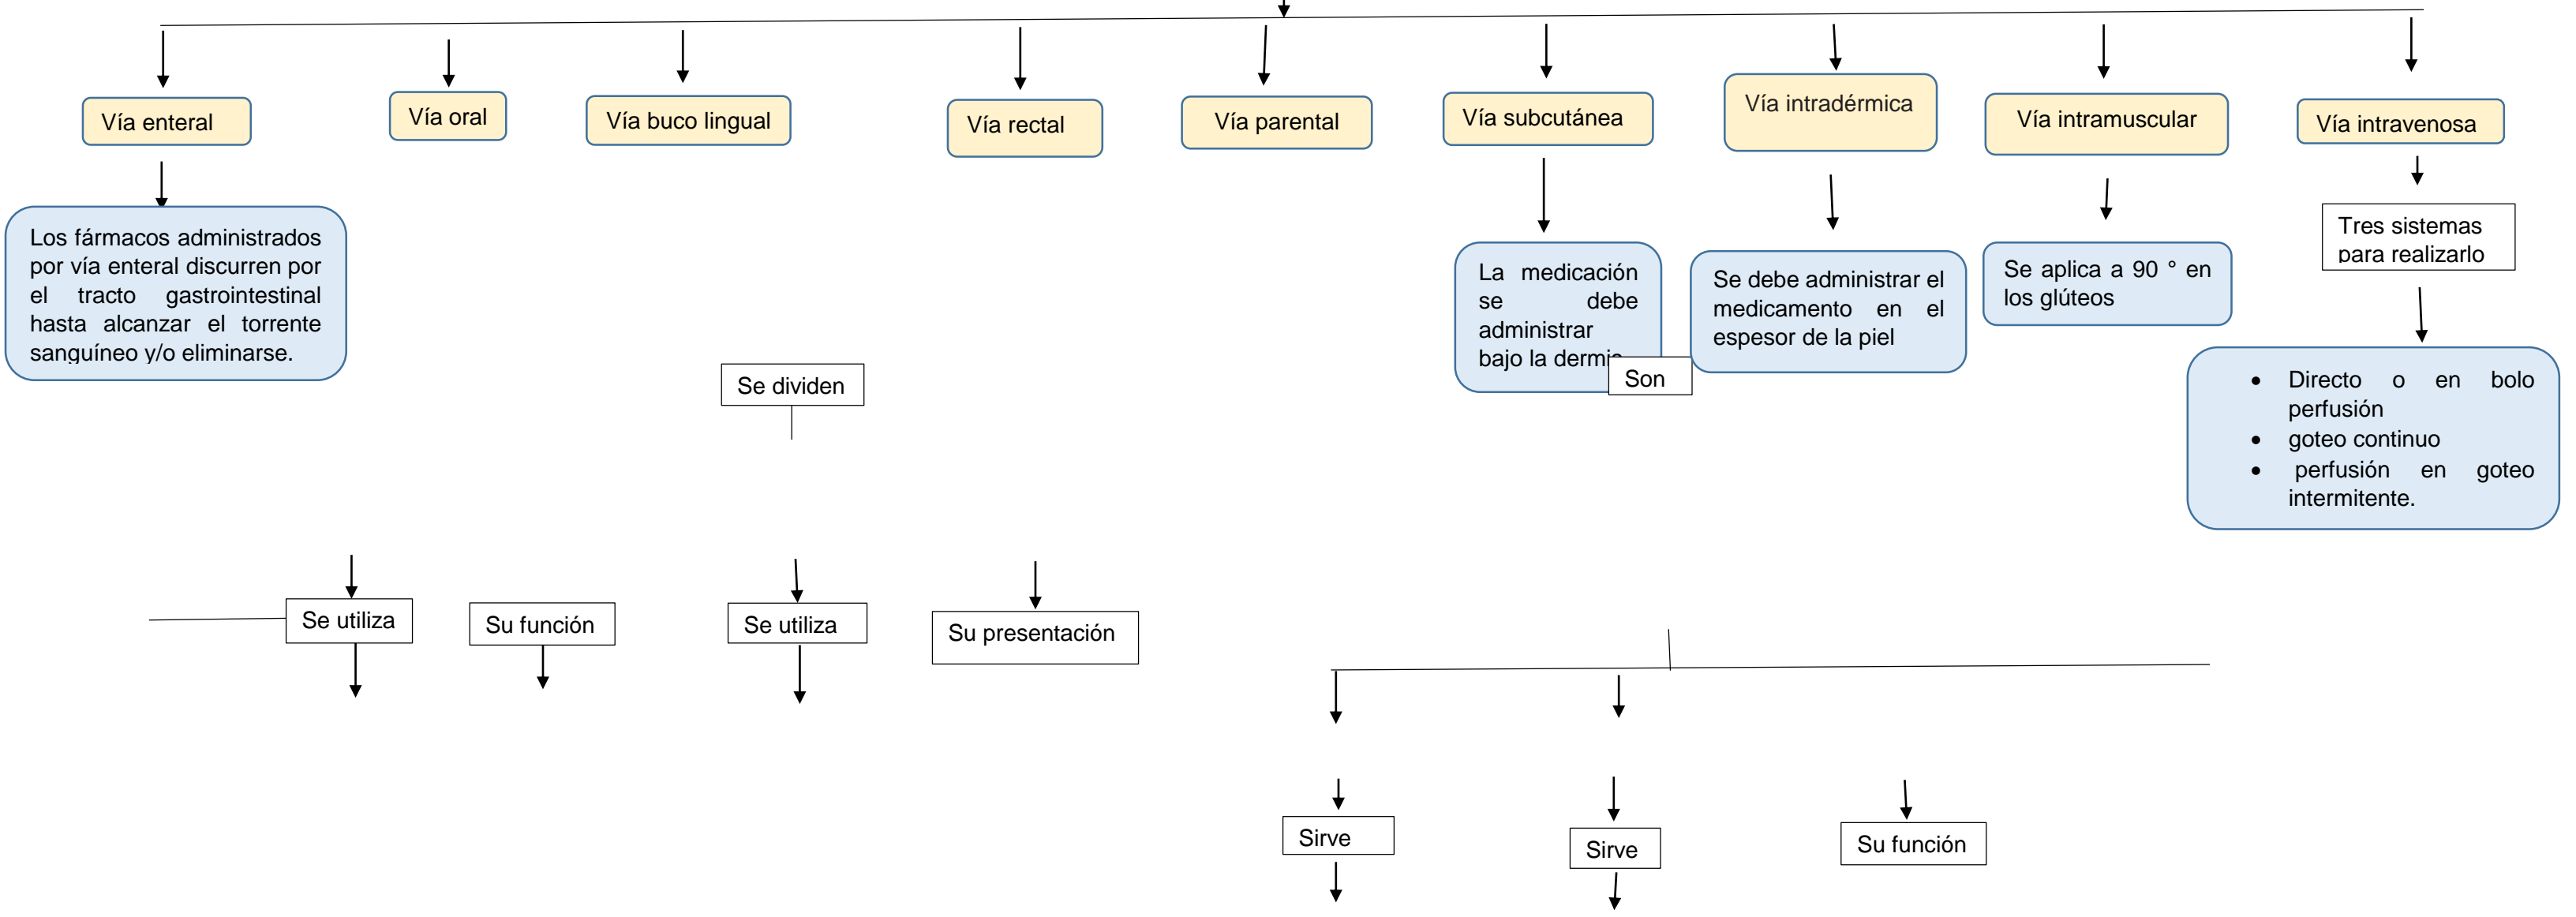 Vía enteral
Vía oral
Vía buco lingual
Vía rectal
Vía parental
Vía subcutánea
Vía intradérmica
Vía intramuscular
Vía intravenosa
Los fármacos administrados
por vía enteral discurren por
el tracto gastrointestinal
hasta alcanzar el torrente
sanguíneo y/o eliminarse.
La medicación
se debe
administrar
bajo la dermis
Se debe administrar el
medicamento en el
espesor de la piel
Se aplica a 90 ° en
los glúteos
Tres sistemas
para realizarlo
• Directo o en bolo
perfusión
• goteo continuo
• perfusión en goteo
intermitente.
Se dividen
Son
Se utiliza
Su función
Se utiliza
Su presentación
Sirve
Sirve
Su función